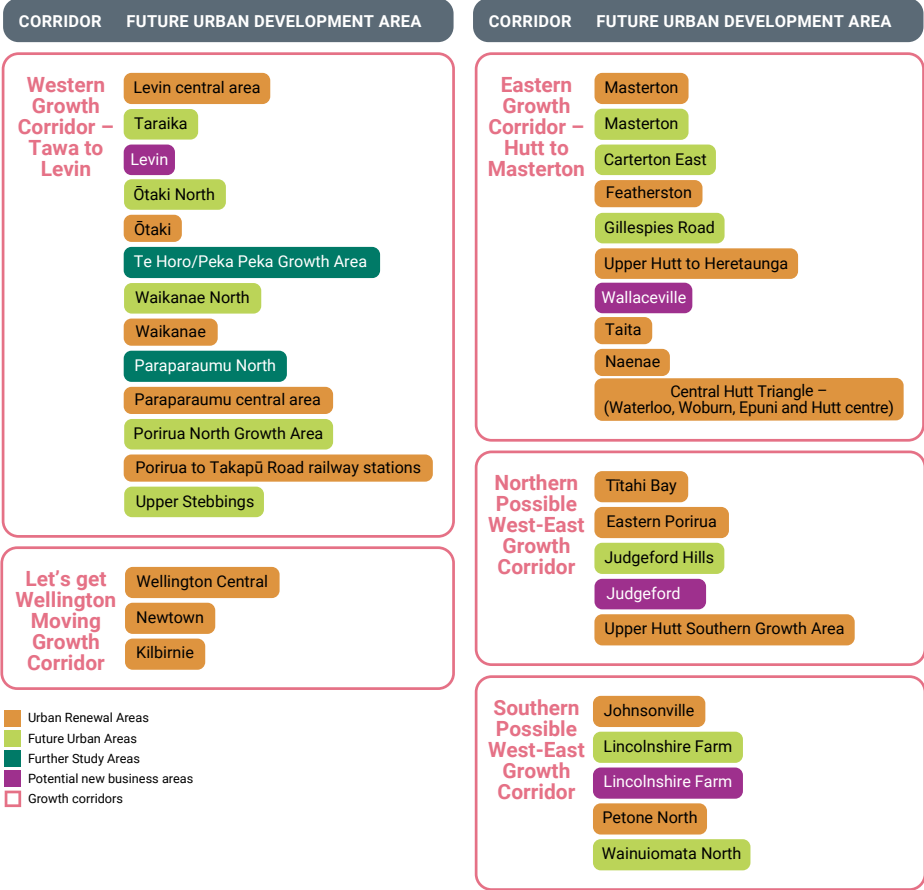 CORRIDOR FUTURE URBAN DEVELOPMENT AREA
Western
Growth
Corridor –
Tawa to
Levin
Levin central area
Taraika
Levin
Ōtaki North
Ōtaki
Te Horo/Peka Peka Growth Area
Waikanae North
Waikanae
Paraparaumu North
Paraparaumu central area
Porirua North Growth Area
Porirua to Takapū Road railway stations
Upper Stebbings
Let's get
Wellington
Moving
Growth
Corridor
Wellington Central
Newtown
Kilbirnie
Urban Renewal Areas
Future Urban Areas
Further Study Areas
Potential new business areas
Growth corridors
CORRIDOR FUTURE URBAN DEVELOPMENT AREA
Eastern
Growth
Corridor –
Hutt to
Masterton
Masterton
Masterton
Carterton East
Featherston
Gillespies Road
Upper Hutt to Heretaunga
Wallaceville
Taita
Naenae
Central Hutt Triangle –
(Waterloo, Woburn, Epuni and Hutt centre)
Northern
Possible
West-East
Growth
Corridor
Tītahi Bay
Eastern Porirua
Judgeford Hills
Judgeford
Upper Hutt Southern Growth Area
Southern
Possible
West-East
Growth
Corridor
Johnsonville
Lincolnshire Farm
Lincolnshire Farm
Petone North
Wainuiomata North